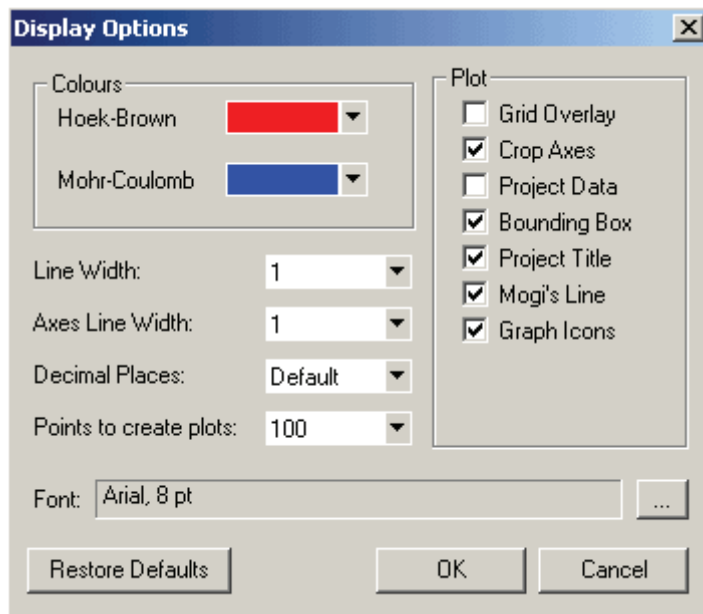 Display Options
Colours
Hoek-Brown
Mohr-Coulomb
Line Width: 1
Axes Line Width: 1
Decimal Places: Default
Points to create plots: 100
Plot
Grid Overlay
Crop Axes
Project Data
Bounding Box
Project Title
Mogi's Line
Graph Icons
Font: Arial, 8 pt ...
Restore Defaults OK Cancel